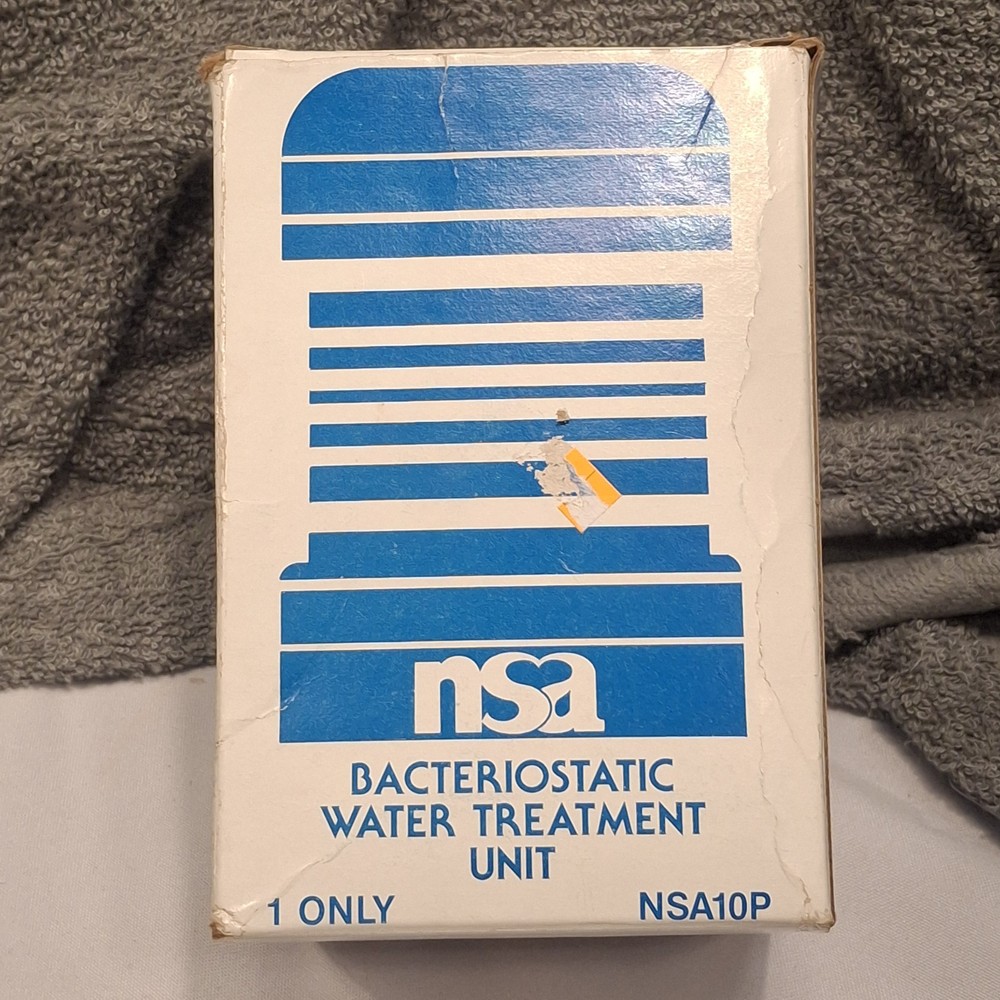 nsa
BACTERIOSTATIC
WATER TREATMENT
UNIT
1 ONLY NSA10P